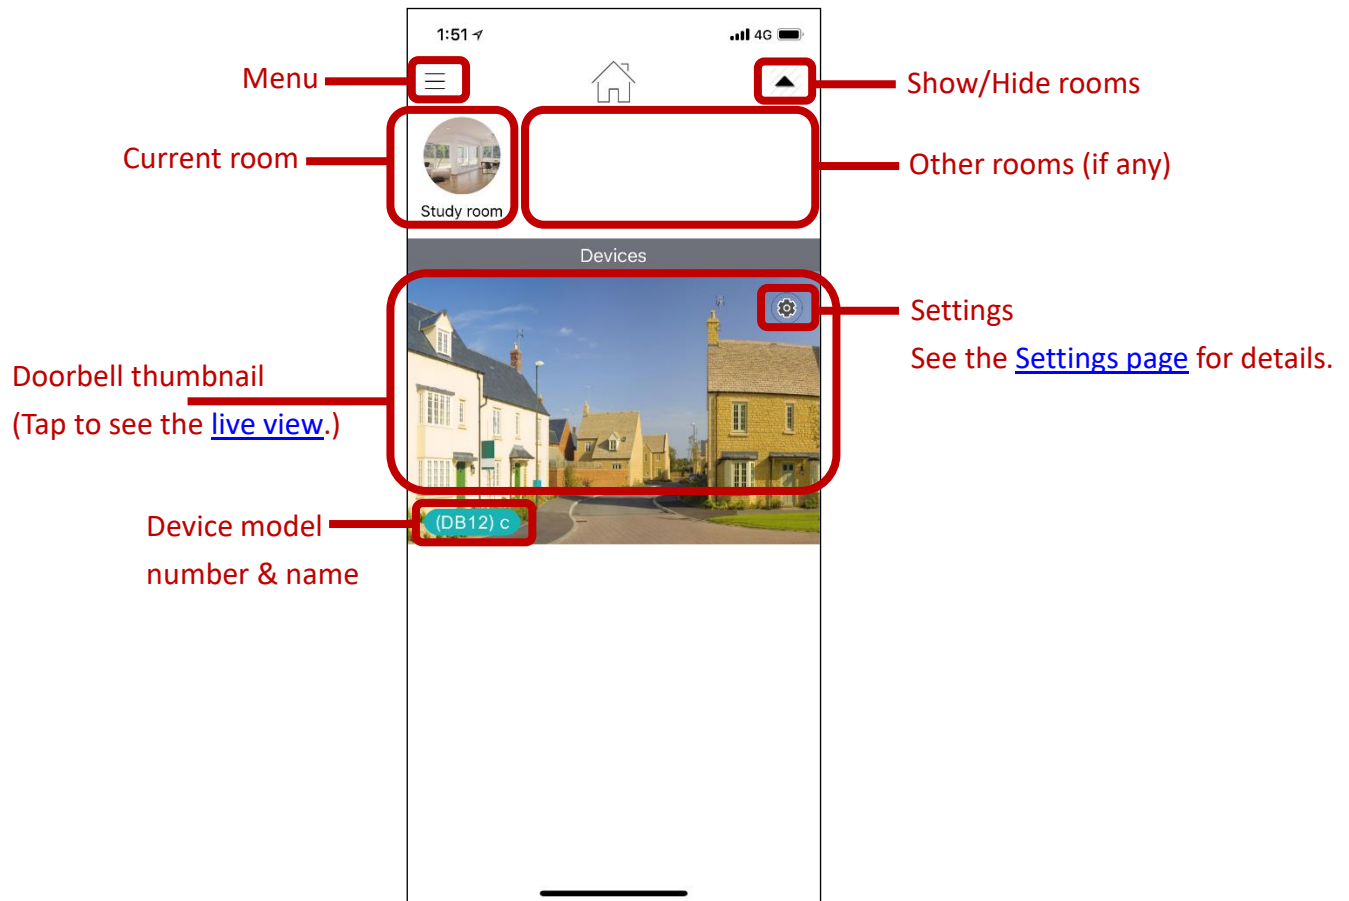 1:51
4G
Menu
Show/Hide rooms
Current room
Other rooms (if any)
Study room
Devices
Settings
See the Settings page for details.
Doorbell thumbnail
(Tap to see the live view.)
(DB12) c
Device model
number & name